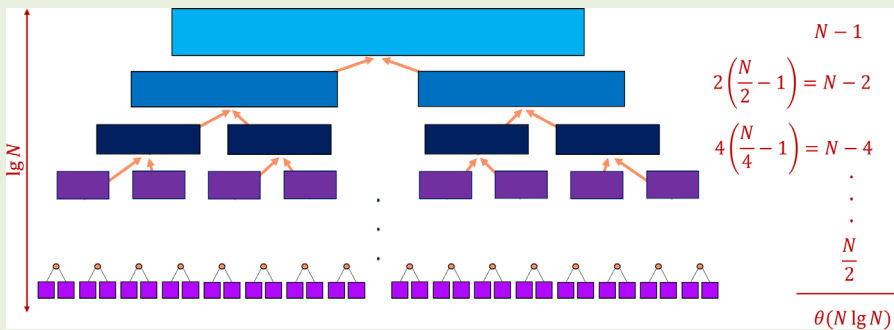 lg N
N − 1
2(N/2 − 1) = N − 2
4(N/4 − 1) = N − 4
.
.
.
N/2
θ(N lg N)